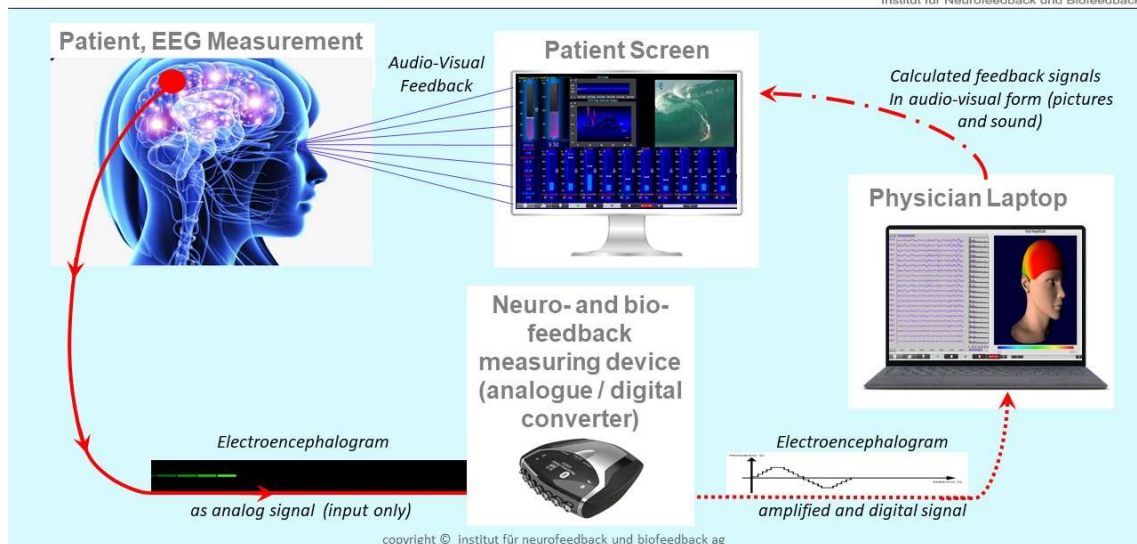 Institut für Neurofeedback und Biofeedback
Patient, EEG Measurement
Audio-Visual
Feedback
Patient Screen
Calculated feedback signals
In audio-visual form (pictures
and sound)
Physician Laptop
Neuro- and bio-
feedback
measuring device
(analogue / digital
converter)
Electroencephalogram
as analog signal (input only)
Electroencephalogram
amplified and digital signal
copyright © institut für neurofeedback und biofeedback ag